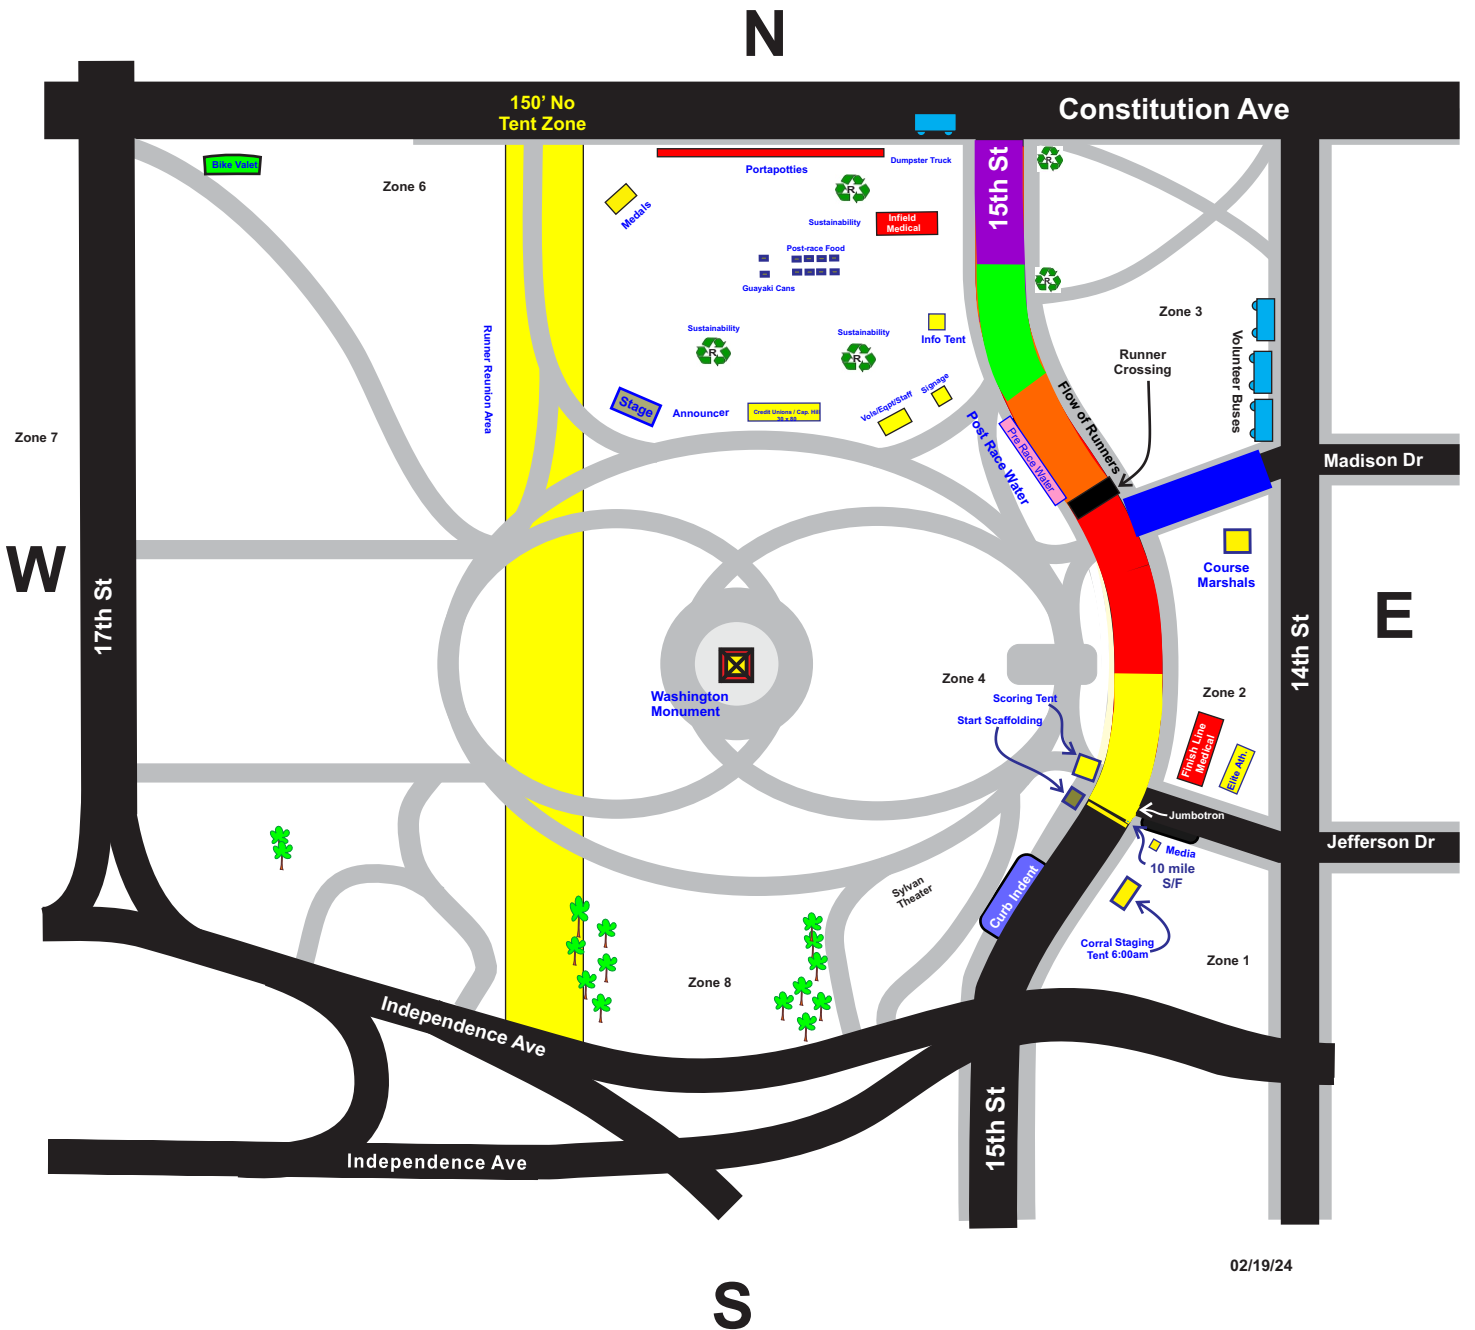 N
150’ No
Tent Zone
Constitution Ave
Bike Valet
Zone 6
Medals
Portapotties
Dumpster Truck
R
Sustainability
Infield
Medical
15th St
R
Post-race Food
Guayaki Cans
R
Zone 3
Runner Reunion Area
Sustainability
R
Sustainability
R
Info Tent
Volunteer Buses
Runner
Crossing
Flow of Runners
Stage
Announcer
Credit Unions / Cap. Hill
30 x 60
Vols/Eqpt/Staff
Signage
Post Race Water
Pre Race Water
Zone 7
Madison Dr
W
17th St
Course
Marshals
E
14th St
Washington
Monument
Zone 4
Scoring Tent
Start Scaffolding
Zone 2
Finish Line
Medical
Elite Ath.
Jumbotron
Jefferson Dr
Media
10 mile
S/F
Sylvan
Theater
Curb Indent
Corral Staging
Tent 6:00am
Zone 1
Zone 8
Independence Ave
15th St
Independence Ave
02/19/24
S